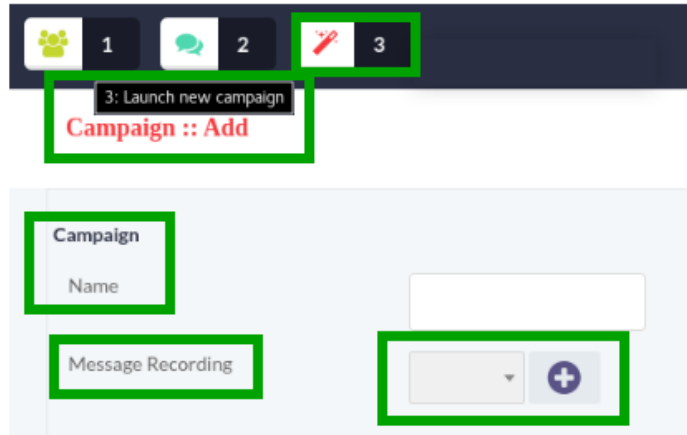 1 2 3
3: Launch new campaign
Campaign :: Add
Campaign
Name
Message Recording